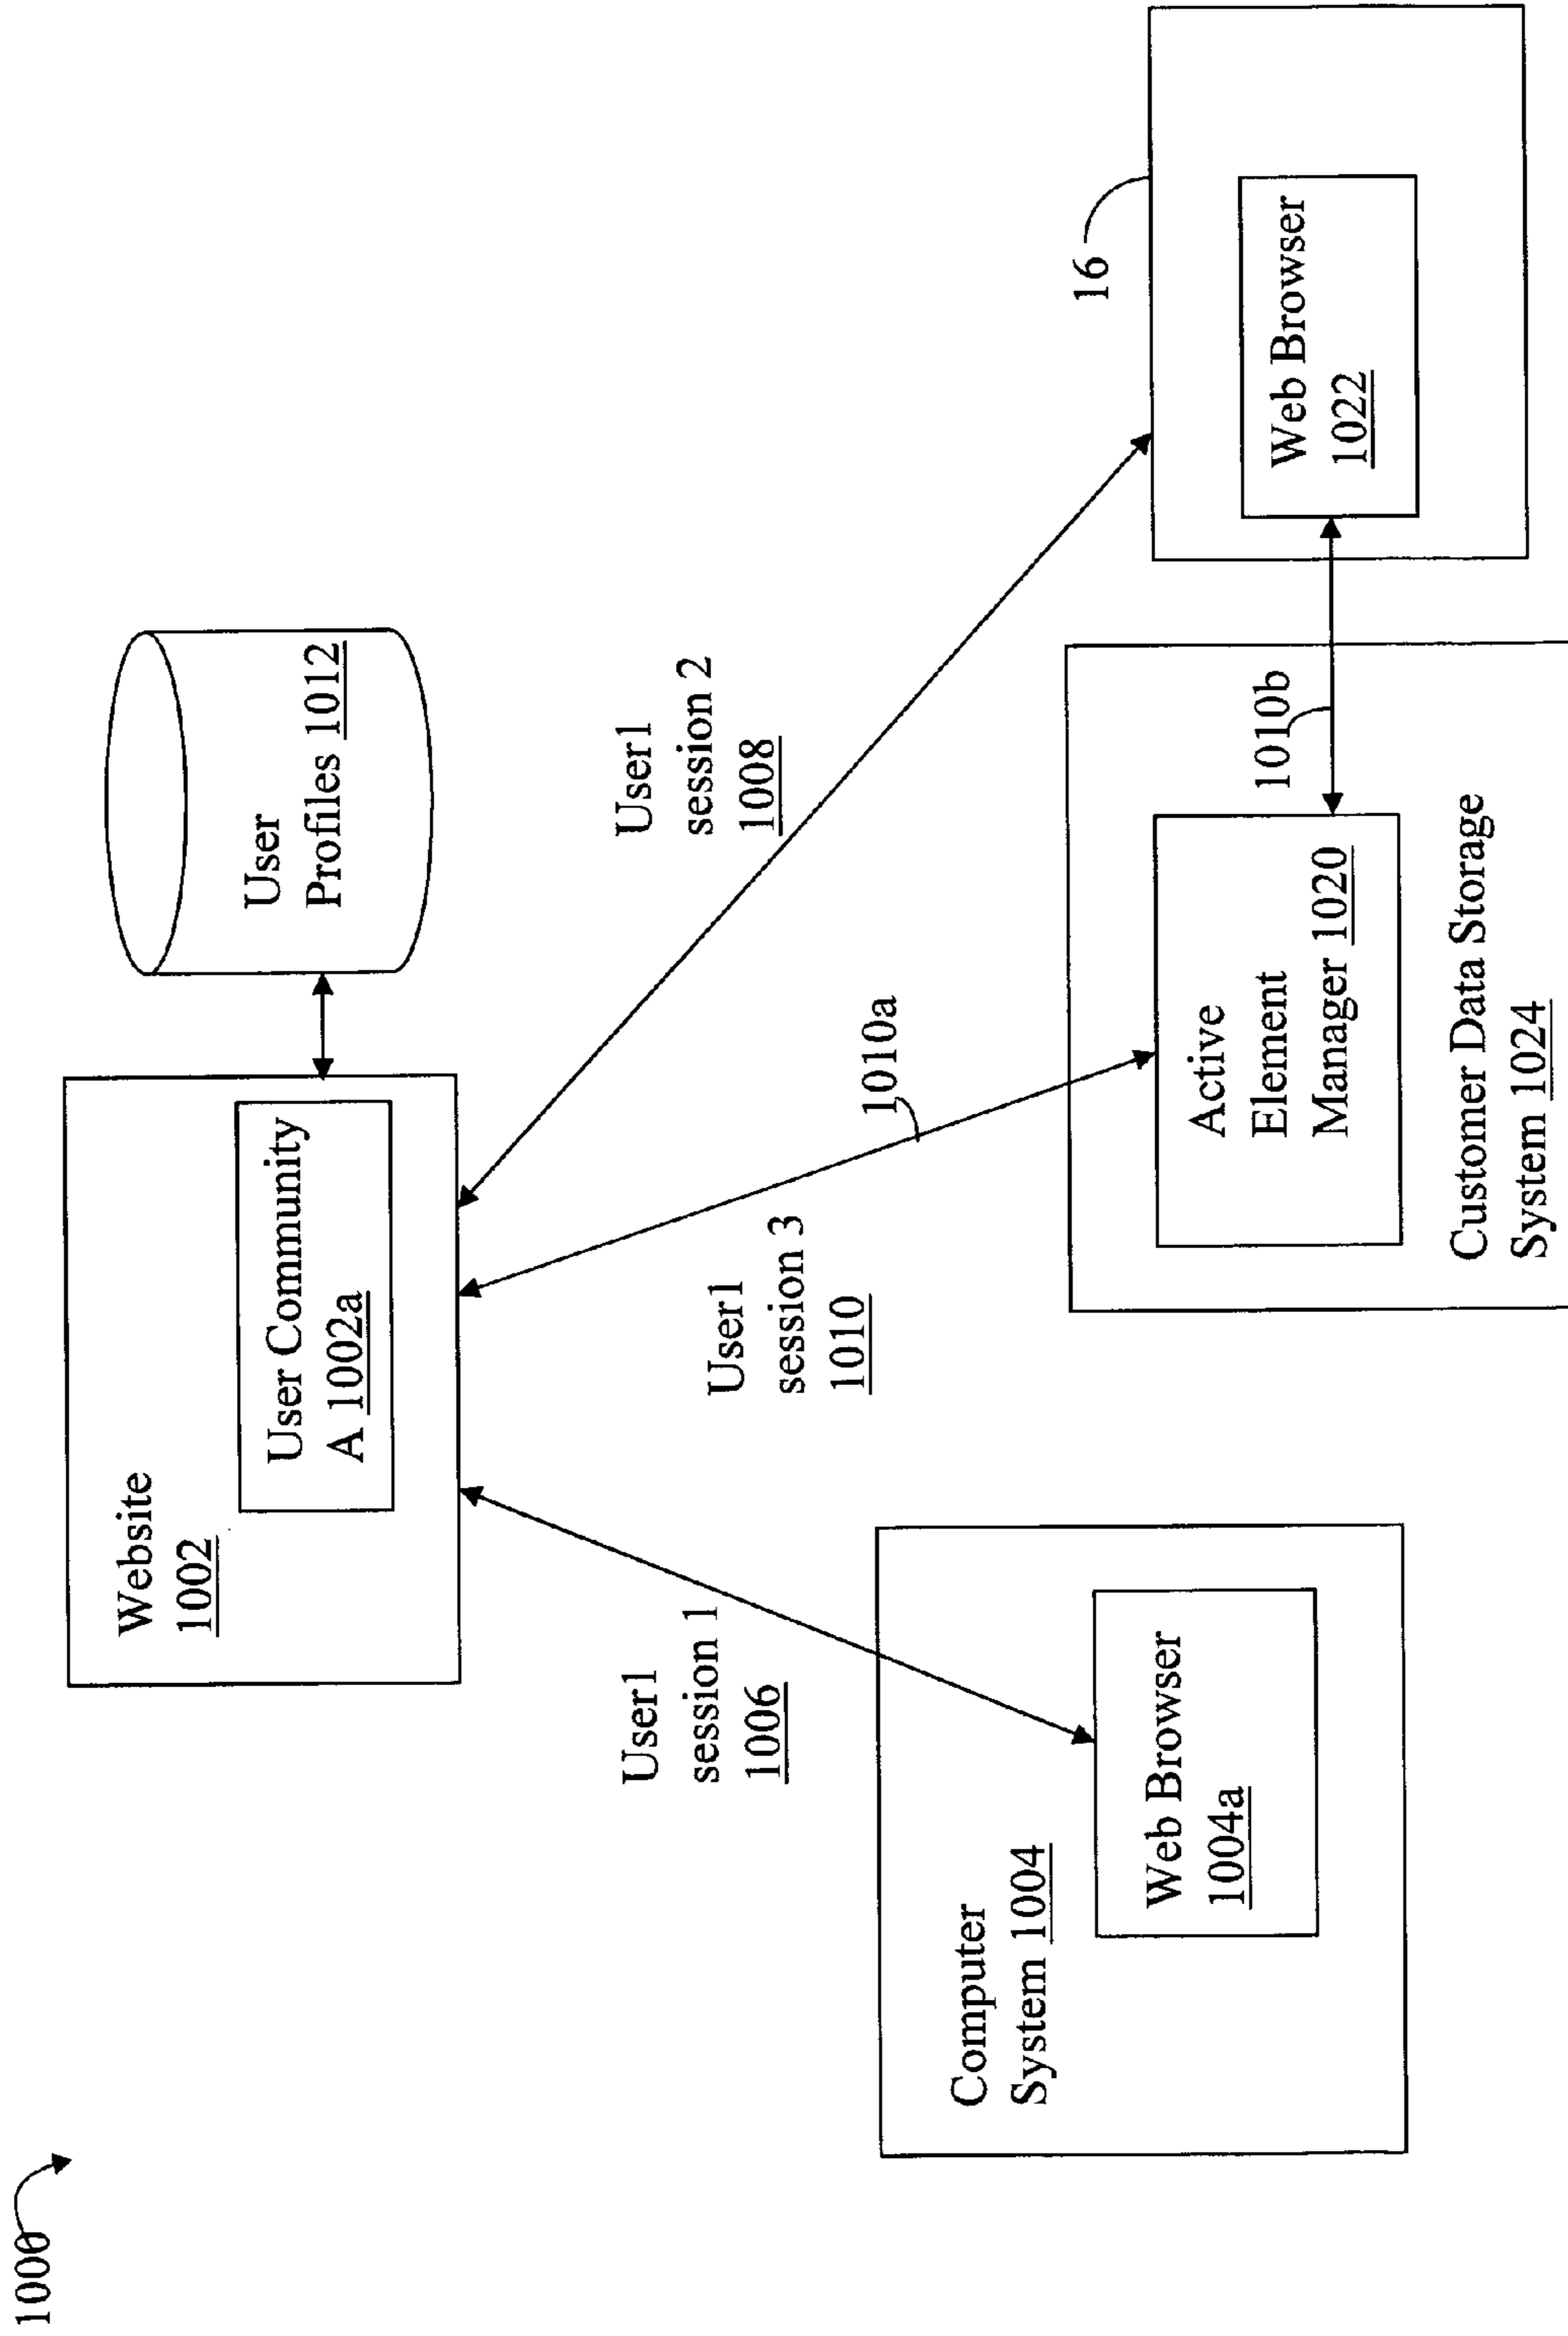 1000
Website
1002
User Community
A 1002a
User
Profiles 1012
User1
session 1
1006
User1
session 3
1010
1010a
User1
session 2
1008
Computer
System 1004
Web Browser
1004a
Active
Element
Manager 1020
Customer Data Storage
System 1024
1010b
16
Web Browser
1022